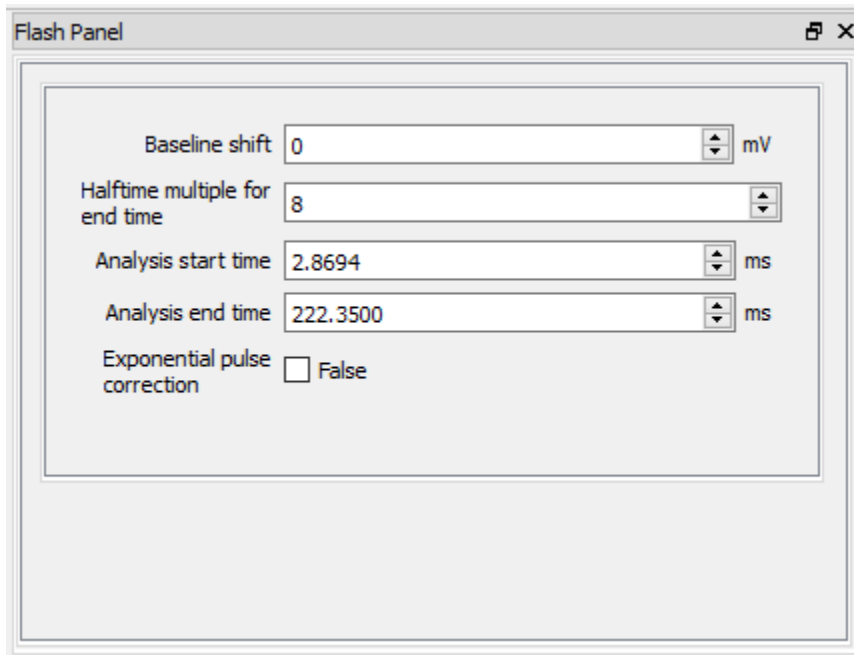 Flash Panel
Baseline shift 0 mV
Halftime multiple for
end time 8
Analysis start time 2.8694 ms
Analysis end time 222.3500 ms
Exponential pulse
correction False